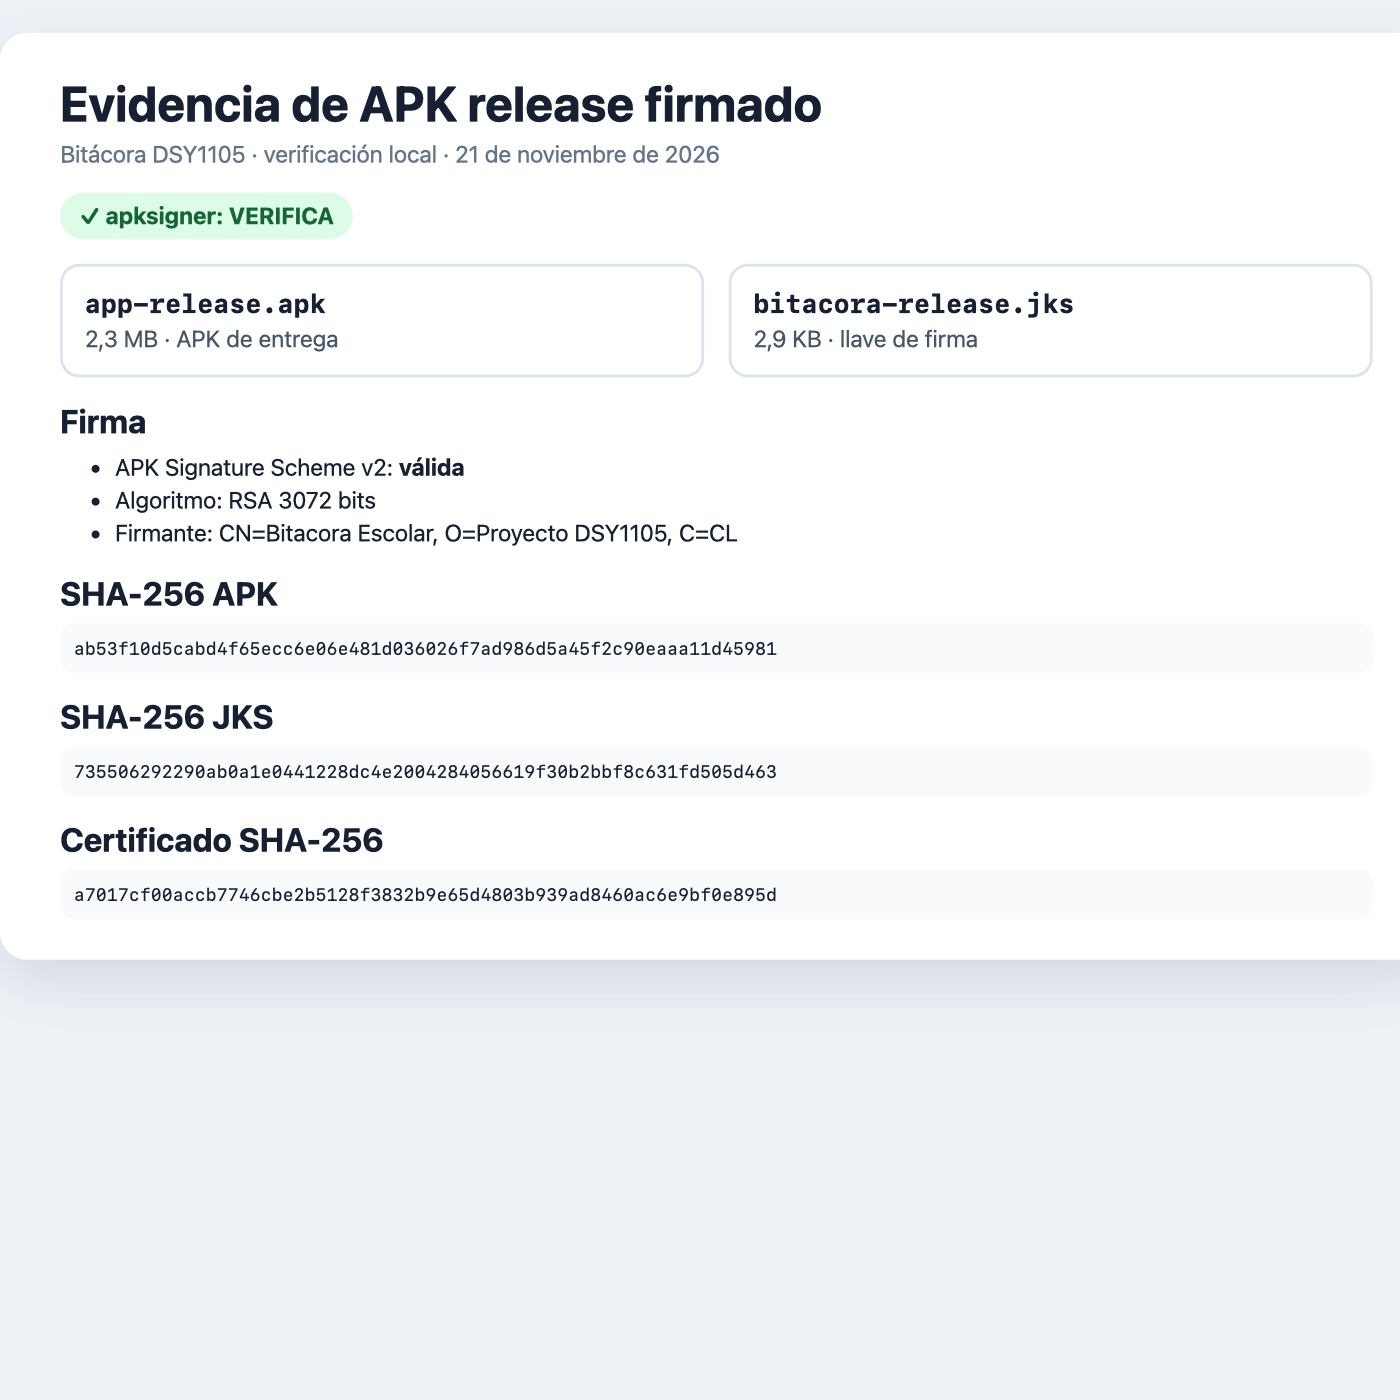 Evidencia de APK release firmado
Bitácora DSY1105 · verificación local · 21 de noviembre de 2026
✓ apksigner: VERIFICA
app-release.apk
2,3 MB · APK de entrega
bitacora-release.jks
2,9 KB · llave de firma
Firma
• APK Signature Scheme v2: válida
• Algoritmo: RSA 3072 bits
• Firmante: CN=Bitacora Escolar, O=Proyecto DSY1105, C=CL
SHA-256 APK
ab53f10d5cabd4f65ecc6e06e481d036026f7ad986d5a45f2c90eaaa11d45981
SHA-256 JKS
735506292290ab0a1e0441228dc4e2004284056619f30b2bbf8c631fd505d463
Certificado SHA-256
a7017cf00accb7746cbe2b5128f3832b9e65d4803b939ad8460ac6e9bf0e895d